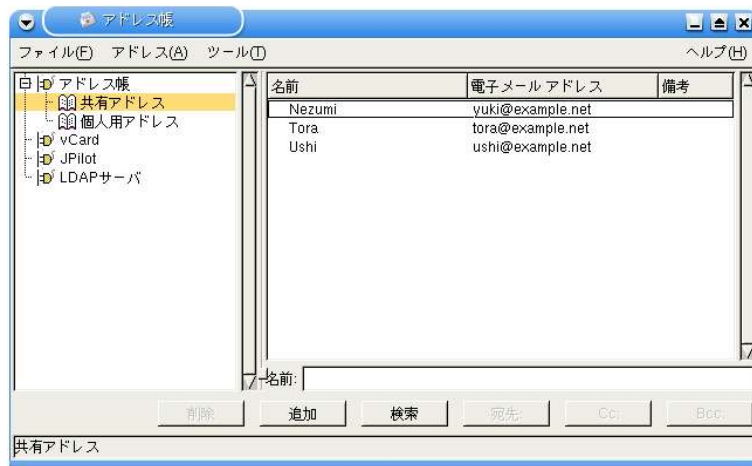 アドレス帳
ファイル(F) アドレス(A) ツール(T) ヘルプ(H)
アドレス帳
共有アドレス
個人用アドレス
vCard
JPilot
LDAPサーバ
名前 電子メール アドレス 備考
Nezumi yuki@example.net
Tora tora@example.net
Ushi ushi@example.net
名前:
削除 追加 検索 宛先: Cc: Bcc:
共有アドレス